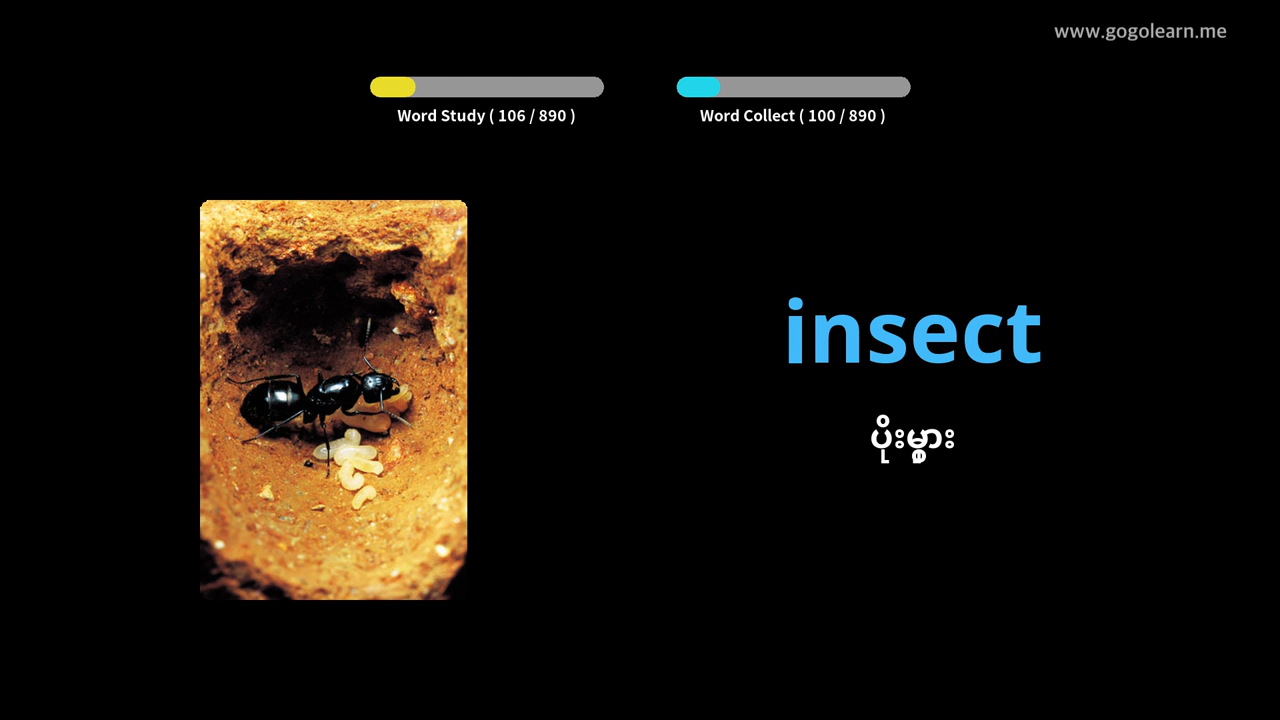 www.gogolearn.me
Word Study ( 106 / 890 )
Word Collect ( 100 / 890 )
insect
ပိုးမွှား